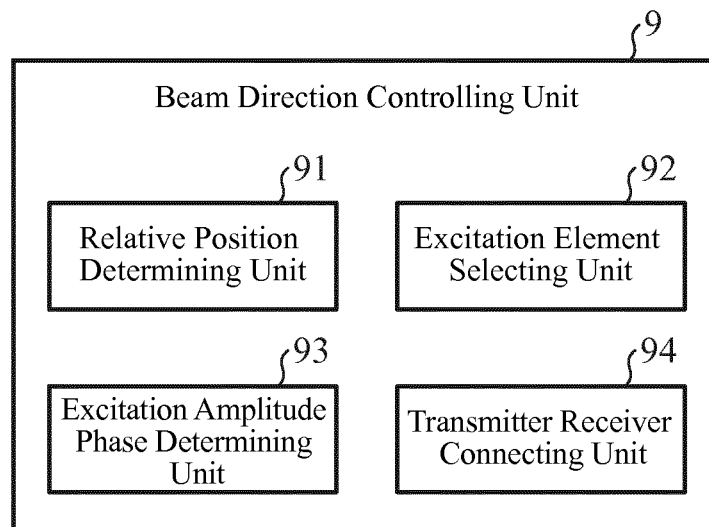 9
Beam Direction Controlling Unit
91
Relative Position
Determining Unit
92
Excitation Element
Selecting Unit
93
Excitation Amplitude
Phase Determining
Unit
94
Transmitter Receiver
Connecting Unit